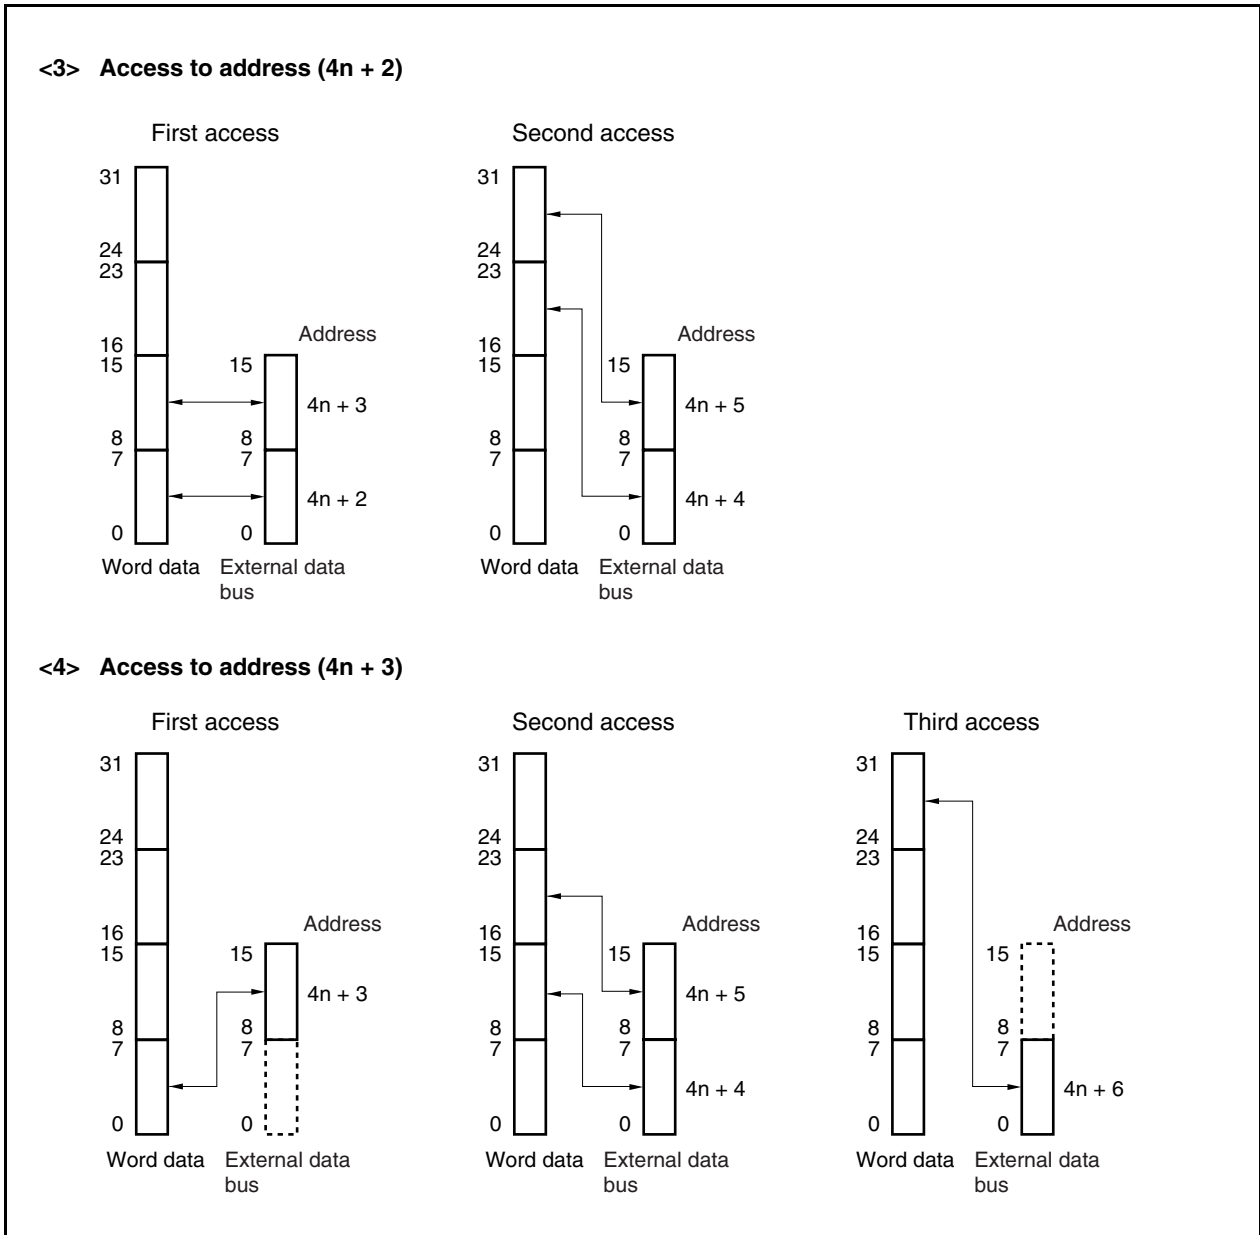 <3> Access to address (4n + 2)
First access
Second access
31
24
23
16
15
8
7
0
Address
15
8
7
0
4n + 3
4n + 2
Word data
External data
bus
31
24
23
16
15
8
7
0
Address
15
8
7
0
4n + 5
4n + 4
Word data
External data
bus
<4> Access to address (4n + 3)
First access
Second access
Third access
31
24
23
16
15
8
7
0
Address
15
8
7
0
4n + 3
Word data
External data
bus
31
24
23
16
15
8
7
0
Address
15
8
7
0
4n + 5
4n + 4
Word data
External data
bus
31
24
23
16
15
8
7
0
Address
15
8
7
0
4n + 6
Word data
External data
bus